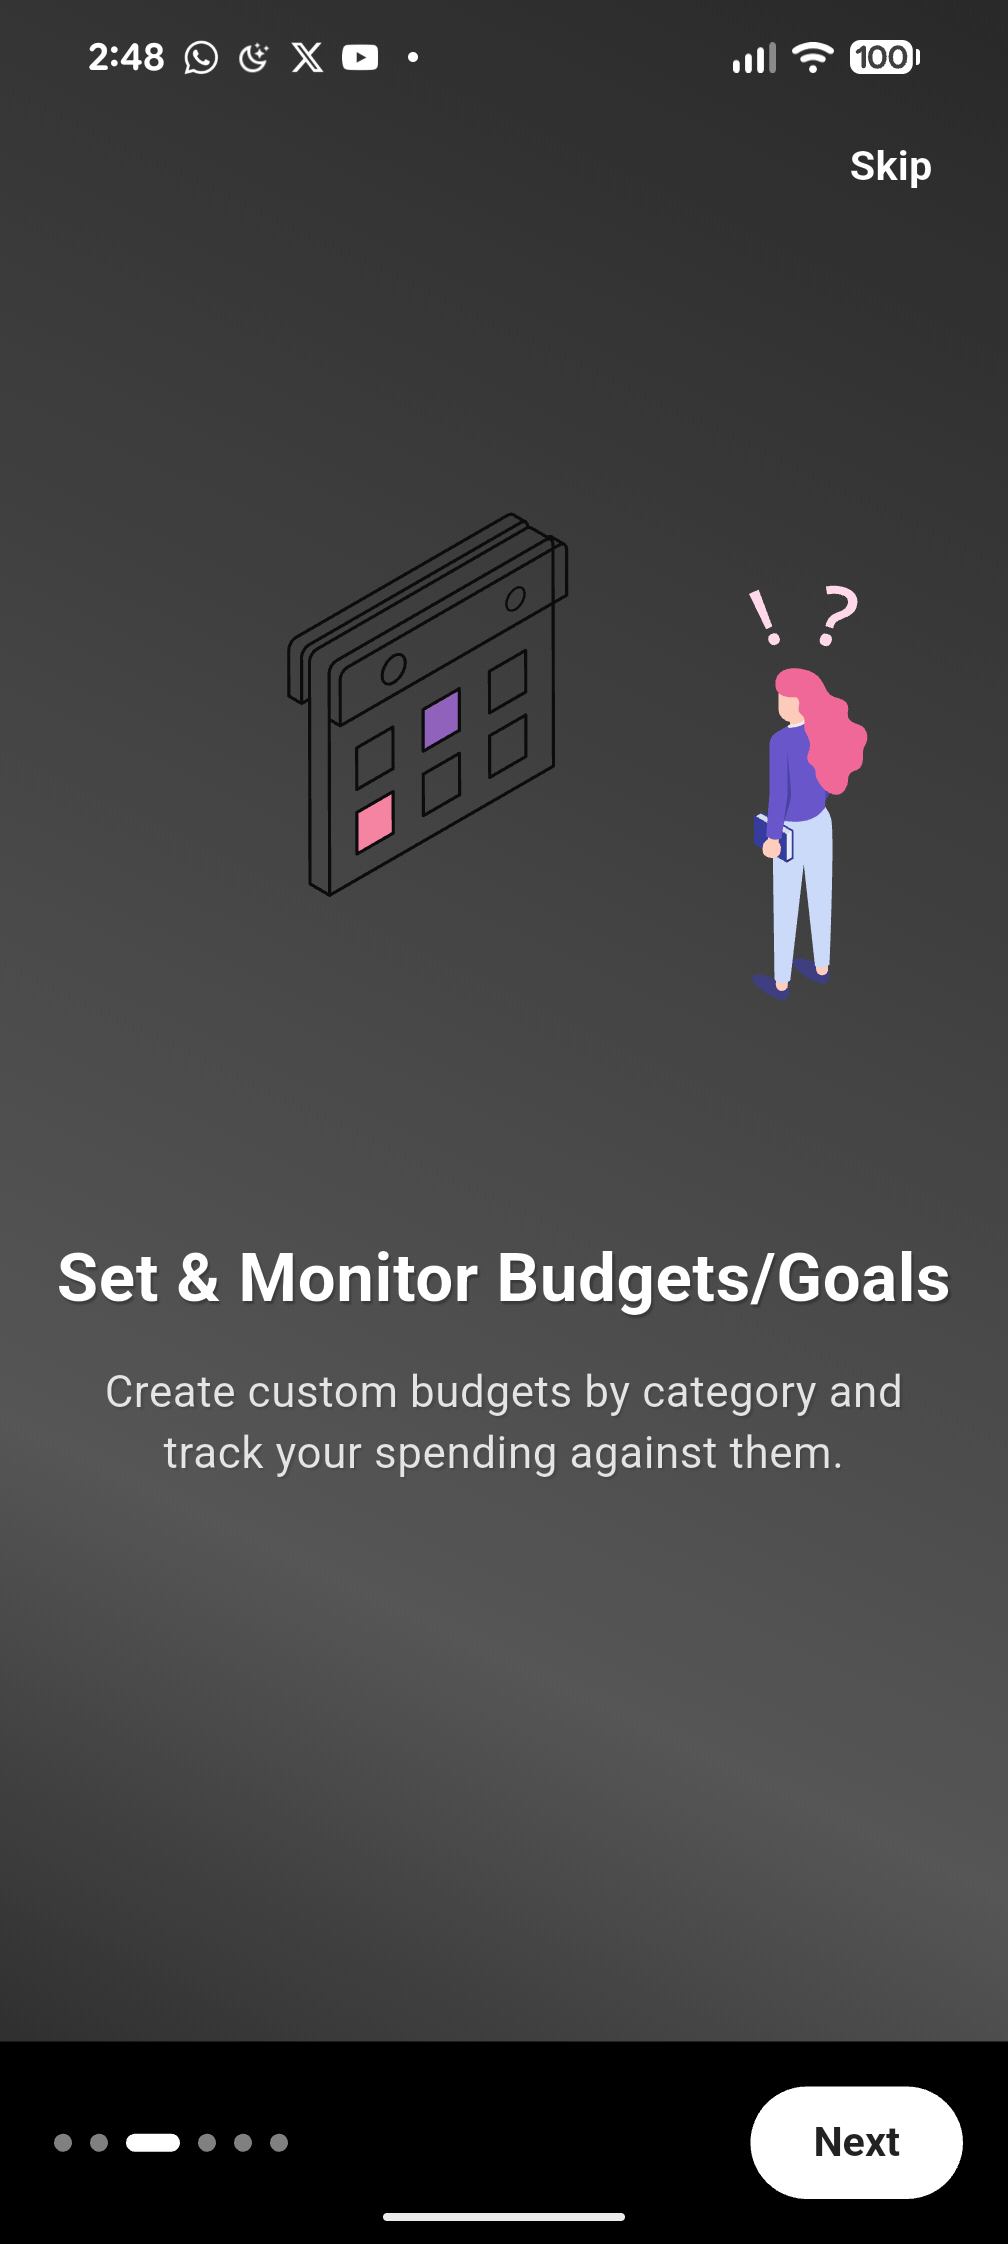 2:48
100
Skip
! ?
Set & Monitor Budgets/Goals
Create custom budgets by category and
track your spending against them.
Next